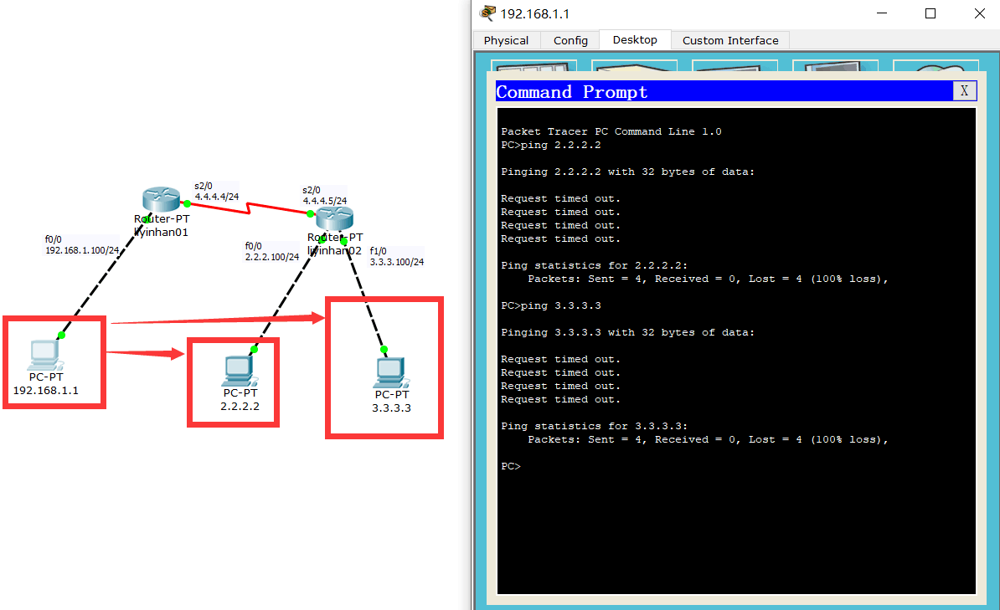 s2/0
4.4.4.4/24
s2/0
4.4.4.5/24
Router-PT
liyinhan01
Router-PT
liyinhan02
f0/0
192.168.1.100/24
f0/0
2.2.2.100/24
f1/0
3.3.3.100/24
PC-PT
192.168.1.1
PC-PT
2.2.2.2
PC-PT
3.3.3.3
192.168.1.1
Physical Config Desktop Custom Interface
Command Prompt X
Packet Tracer PC Command Line 1.0
PC>ping 2.2.2.2
Pinging 2.2.2.2 with 32 bytes of data:
Request timed out.
Request timed out.
Request timed out.
Request timed out.
Ping statistics for 2.2.2.2:
Packets: Sent = 4, Received = 0, Lost = 4 (100% loss),
PC>ping 3.3.3.3
Pinging 3.3.3.3 with 32 bytes of data:
Request timed out.
Request timed out.
Request timed out.
Request timed out.
Ping statistics for 3.3.3.3:
Packets: Sent = 4, Received = 0, Lost = 4 (100% loss),
PC>